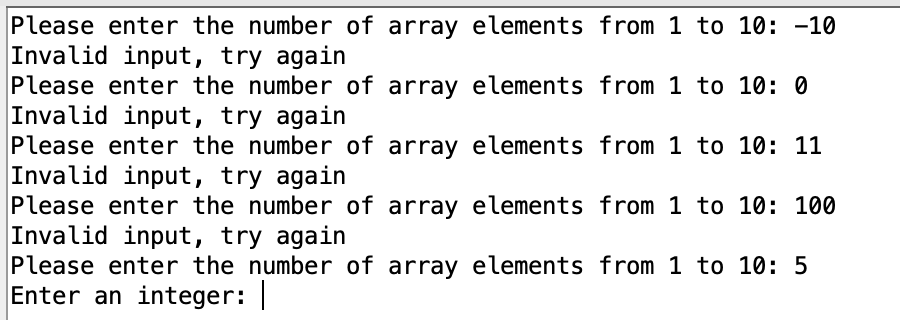 Please enter the number of array elements from 1 to 10: -10
Invalid input, try again
Please enter the number of array elements from 1 to 10: 0
Invalid input, try again
Please enter the number of array elements from 1 to 10: 11
Invalid input, try again
Please enter the number of array elements from 1 to 10: 100
Invalid input, try again
Please enter the number of array elements from 1 to 10: 5
Enter an integer: